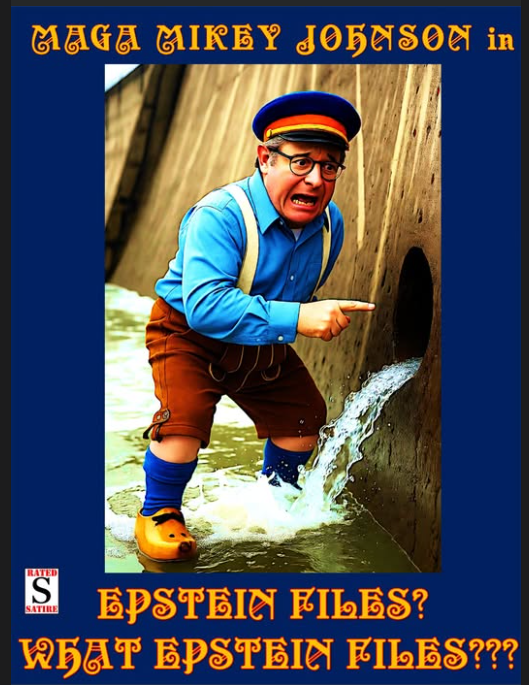 MAGA MIKEY JOHNSON in
RATED
S
SATIRE
EPSTEIN FILES?
WHAT EPSTEIN FILES???